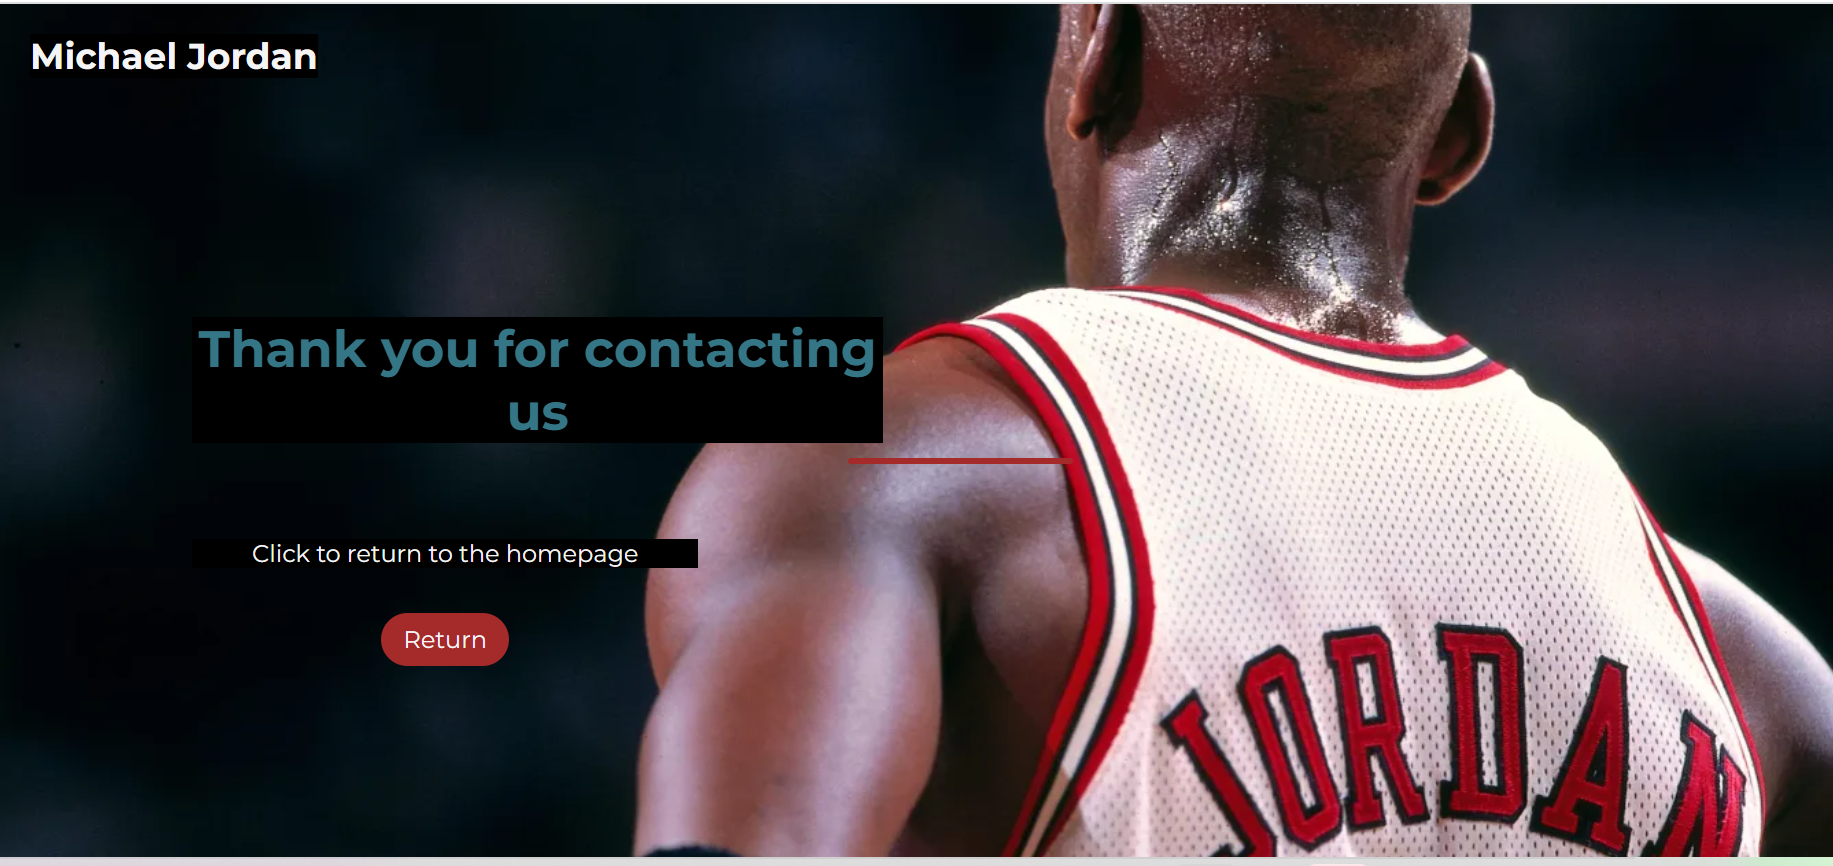 Michael Jordan
Thank you for contacting
us
Click to return to the homepage
Return
JORDAN